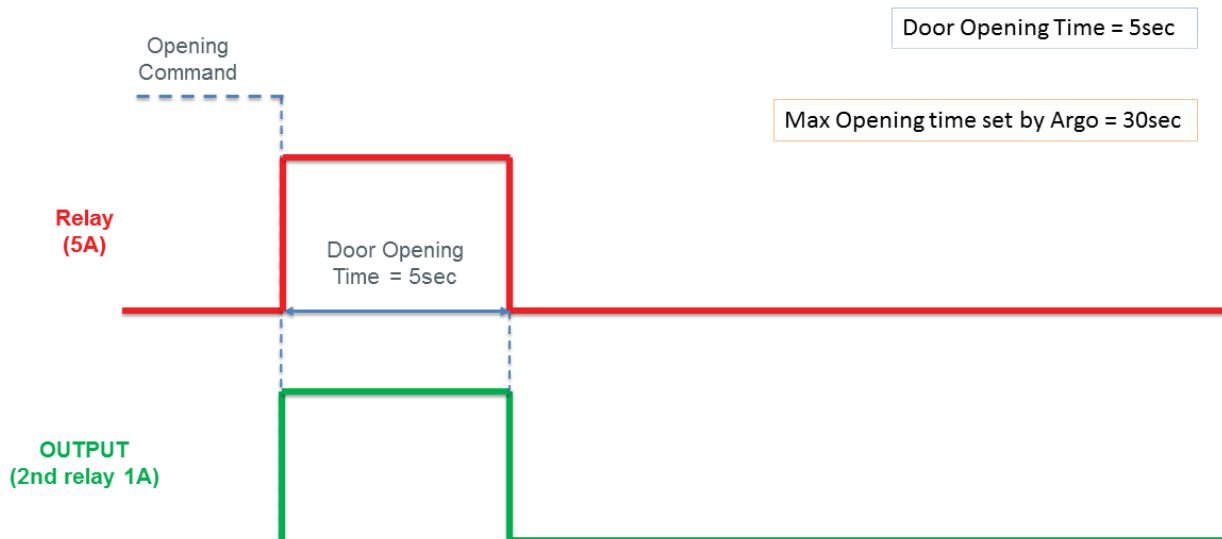 Door Opening Time = 5sec
Opening
Command
Max Opening time set by Argo = 30sec
Relay
(5A)
Door Opening
Time = 5sec
OUTPUT
(2nd relay 1A)